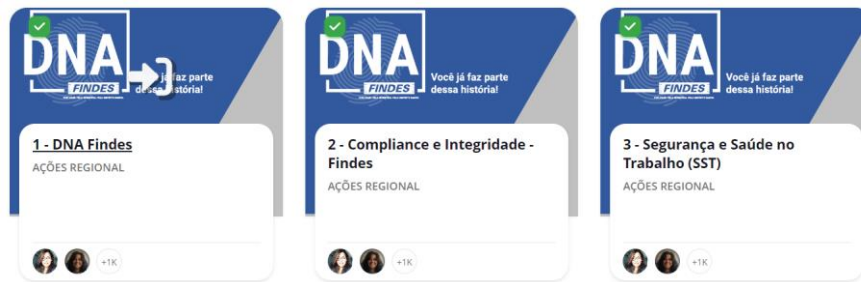 DNA
FINDES
já faz parte
dessa história!
1 - DNA Findes
AÇÕES REGIONAL
+1K
DNA
FINDES
Você já faz parte
dessa história!
2 - Compliance e Integridade -
Findes
AÇÕES REGIONAL
+1K
DNA
FINDES
Você já faz parte
dessa história!
3 - Segurança e Saúde no
Trabalho (SST)
AÇÕES REGIONAL
+1K